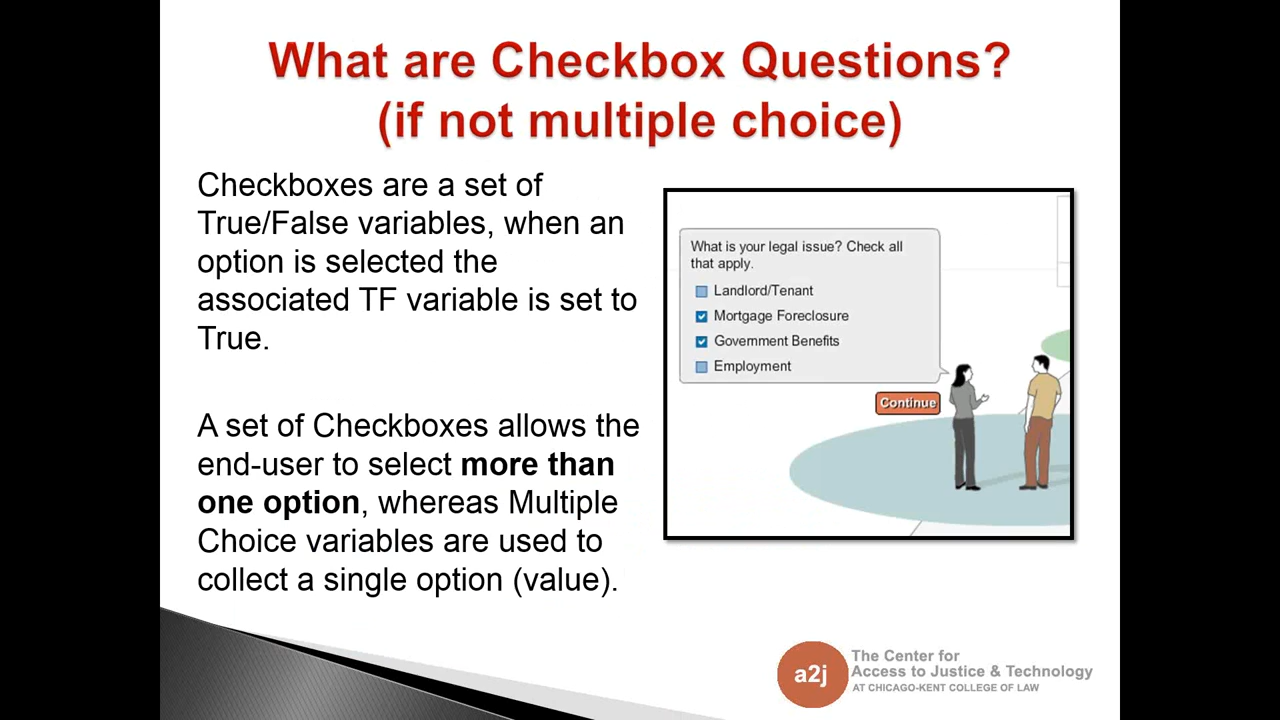 What are Checkbox Questions?
(if not multiple choice)
Checkboxes are a set of
True/False variables, when an
option is selected the
associated TF variable is set to
True.
A set of Checkboxes allows the
end-user to select more than
one option, whereas Multiple
Choice variables are used to
collect a single option (value).
What is your legal issue? Check all
that apply.
Landlord/Tenant
Mortgage Foreclosure
Government Benefits
Employment
Continue
a2j
The Center for
Access to Justice & Technology
AT CHICAGO-KENT COLLEGE OF LAW